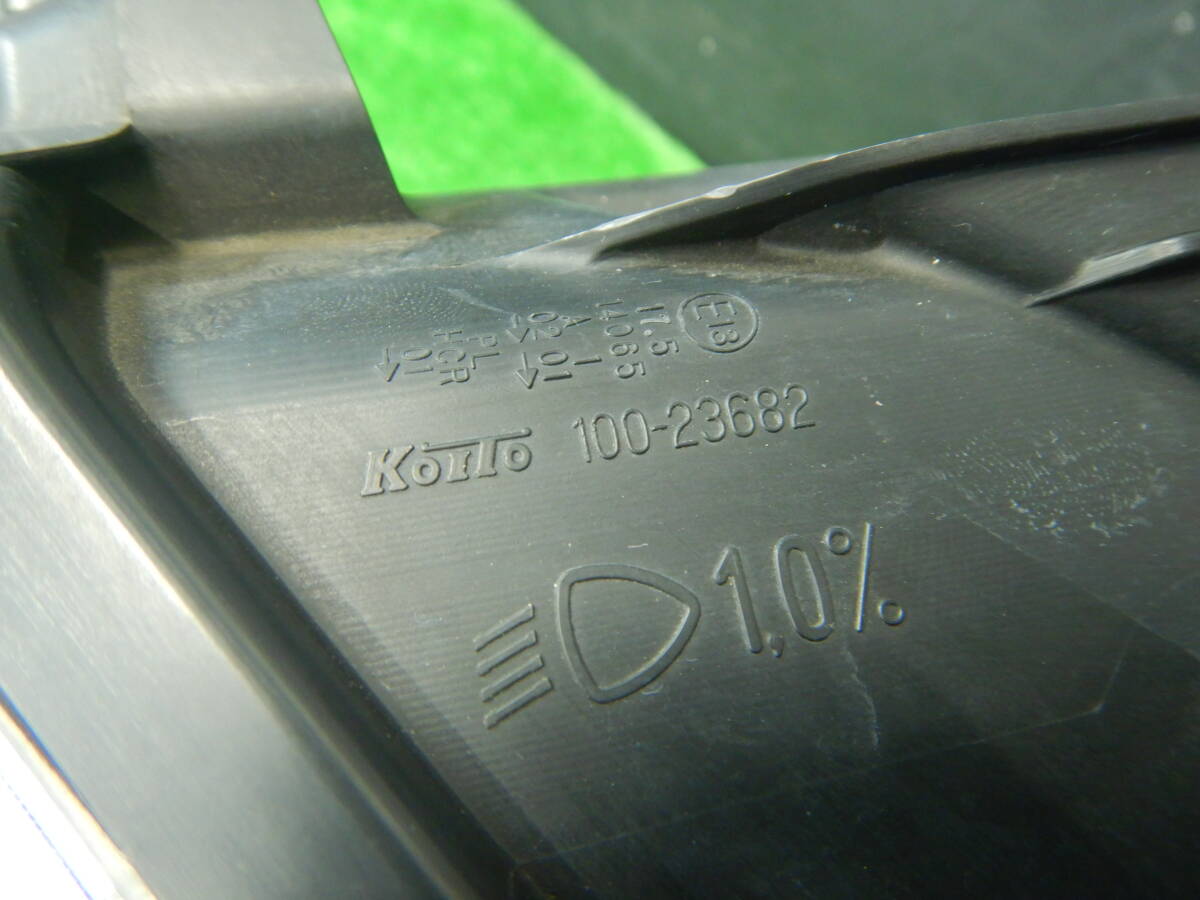 E13
17.5
14065
A I
02 01
PL
HCR
01
KOITO 100-23682
1,0%